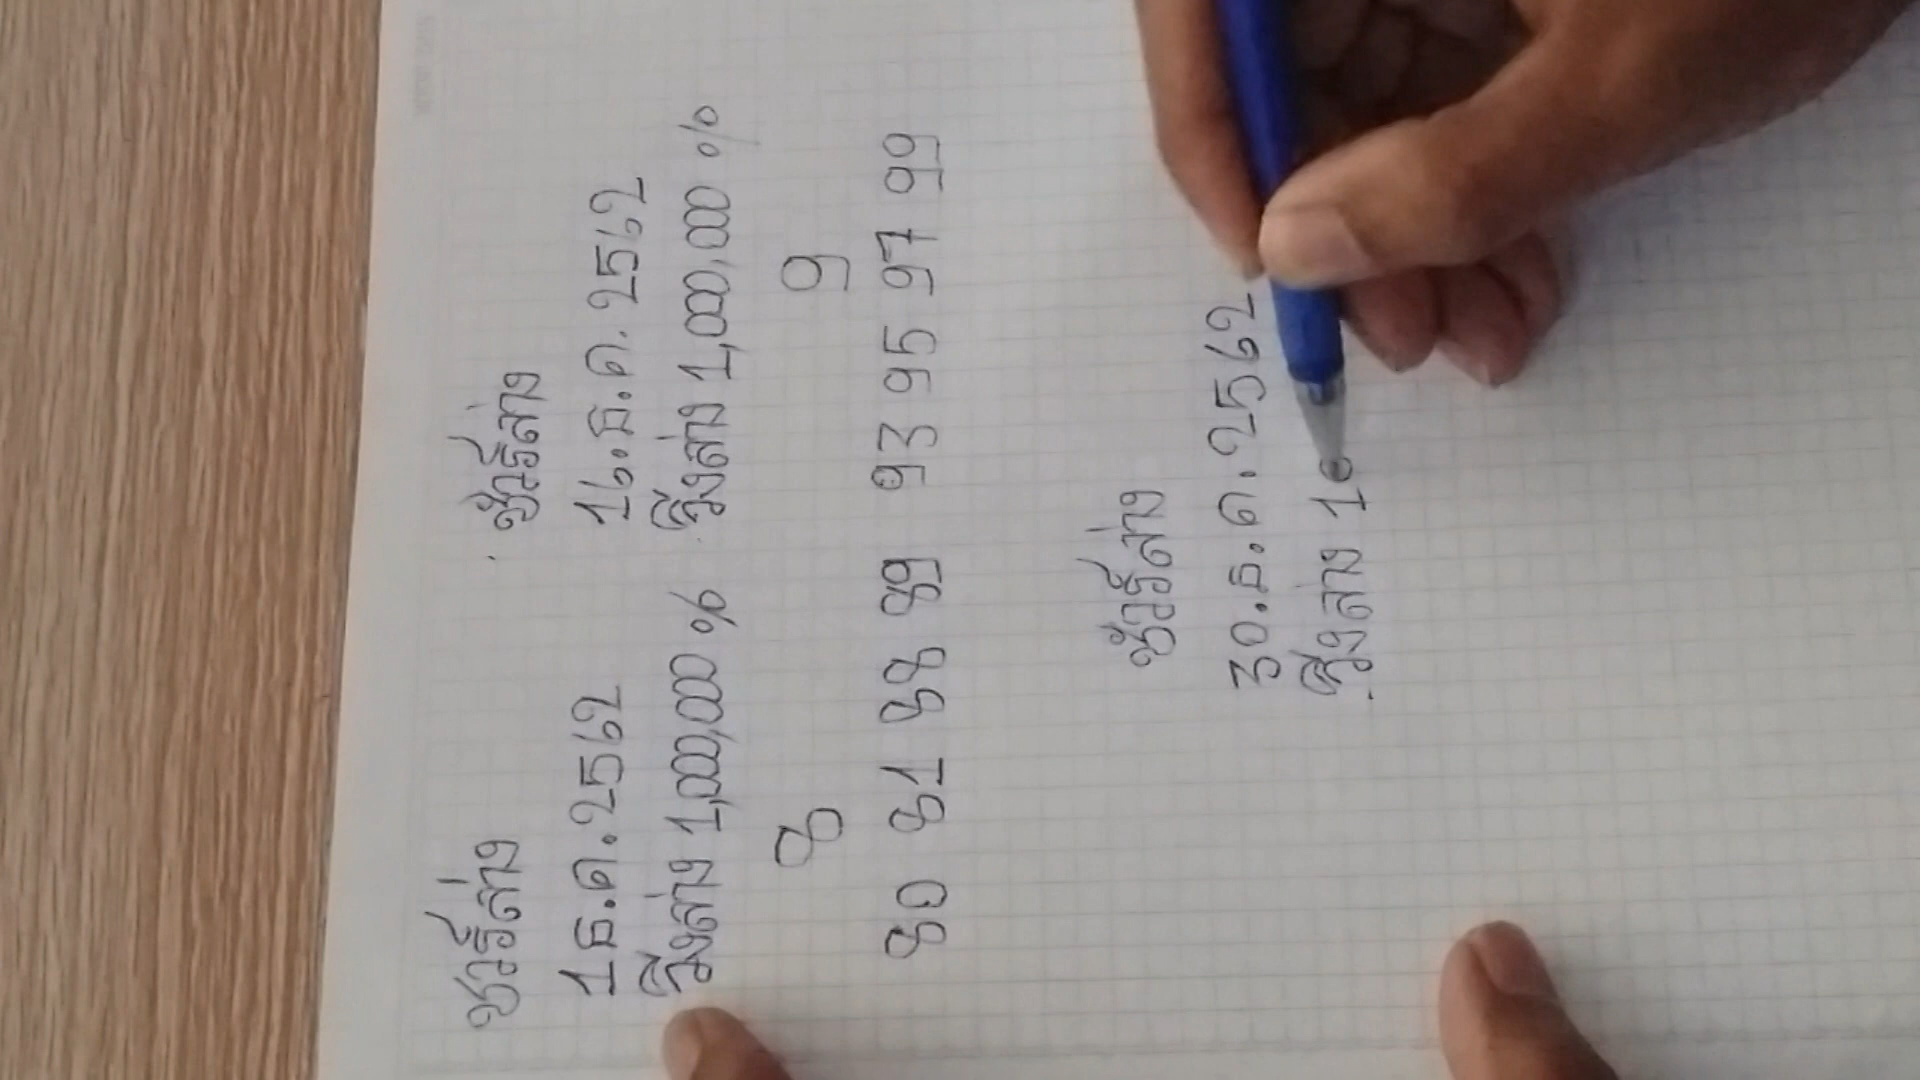 ชัวร์ล่าง
1 ธ.ค. 2562
วิ่งล่าง 1,000,000 %
8
80 81 88 89
ชัวร์ล่าง
16.ธ.ค. 2562
วิ่งล่าง 1,000,000 %
9
93 95 97 99
ชัวร์ล่าง
30.ธ.ค. 2562
วิ่งล่าง 10